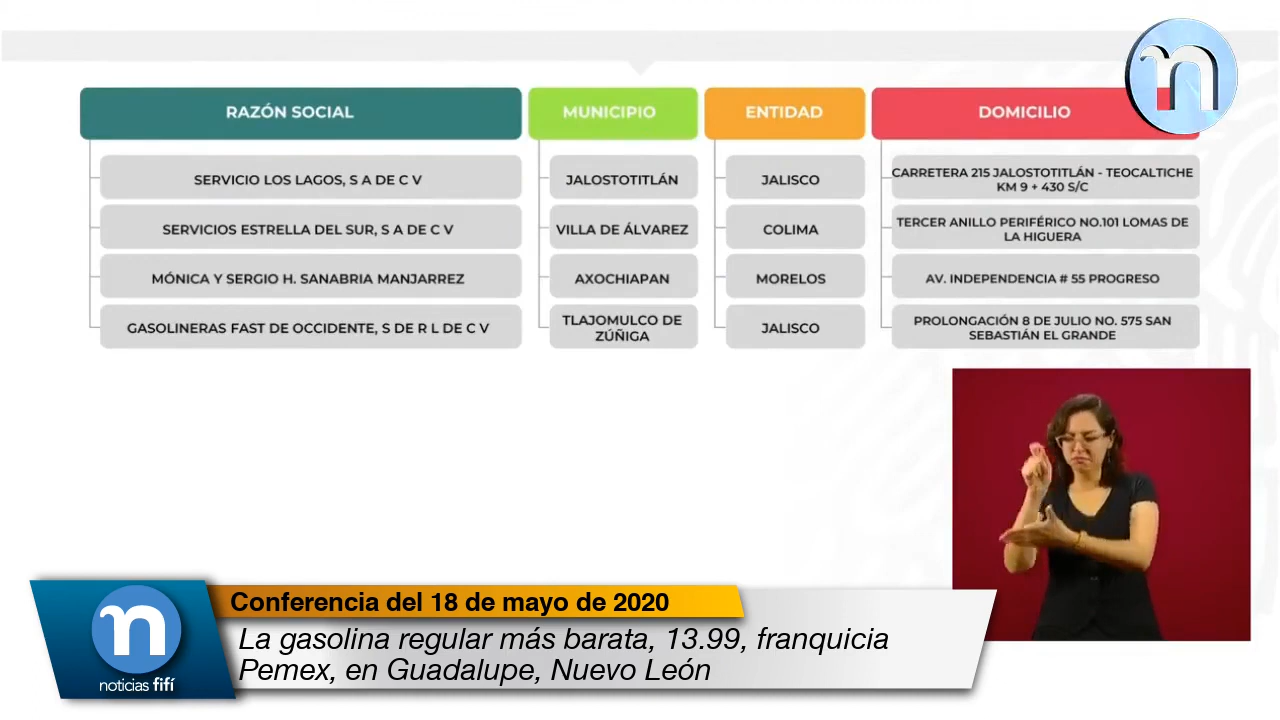 n
RAZÓN SOCIAL
MUNICIPIO
ENTIDAD
DOMICILIO
SERVICIO LOS LAGOS, S A DE C V
JALOSTOTITLÁN
JALISCO
CARRETERA 215 JALOSTOTITLÁN - TEOCALTICHE
KM 9 + 430 S/C
SERVICIOS ESTRELLA DEL SUR, S A DE C V
VILLA DE ÁLVAREZ
COLIMA
TERCER ANILLO PERIFÉRICO NO.101 LOMAS DE
LA HIGUERA
MÓNICA Y SERGIO H. SANABRIA MANJARREZ
AXOCHIAPAN
MORELOS
AV. INDEPENDENCIA # 55 PROGRESO
GASOLINERAS FAST DE OCCIDENTE, S DE R L DE C V
TLAJOMULCO DE
ZÚÑIGA
JALISCO
PROLONGACIÓN 8 DE JULIO NO. 575 SAN
SEBASTIÁN EL GRANDE
n
noticias fifí
Conferencia del 18 de mayo de 2020
La gasolina regular más barata, 13.99, franquicia
Pemex, en Guadalupe, Nuevo León